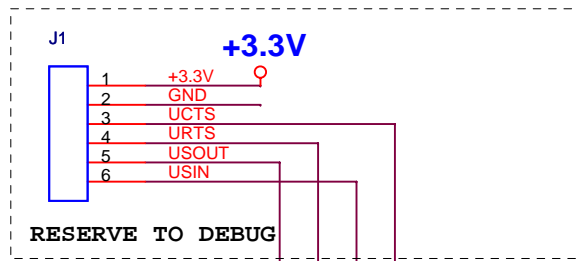 J1
+3.3V
1 +3.3V
2 GND
3 UCTS
4 URTS
5 USOUT
6 USIN
RESERVE TO DEBUG